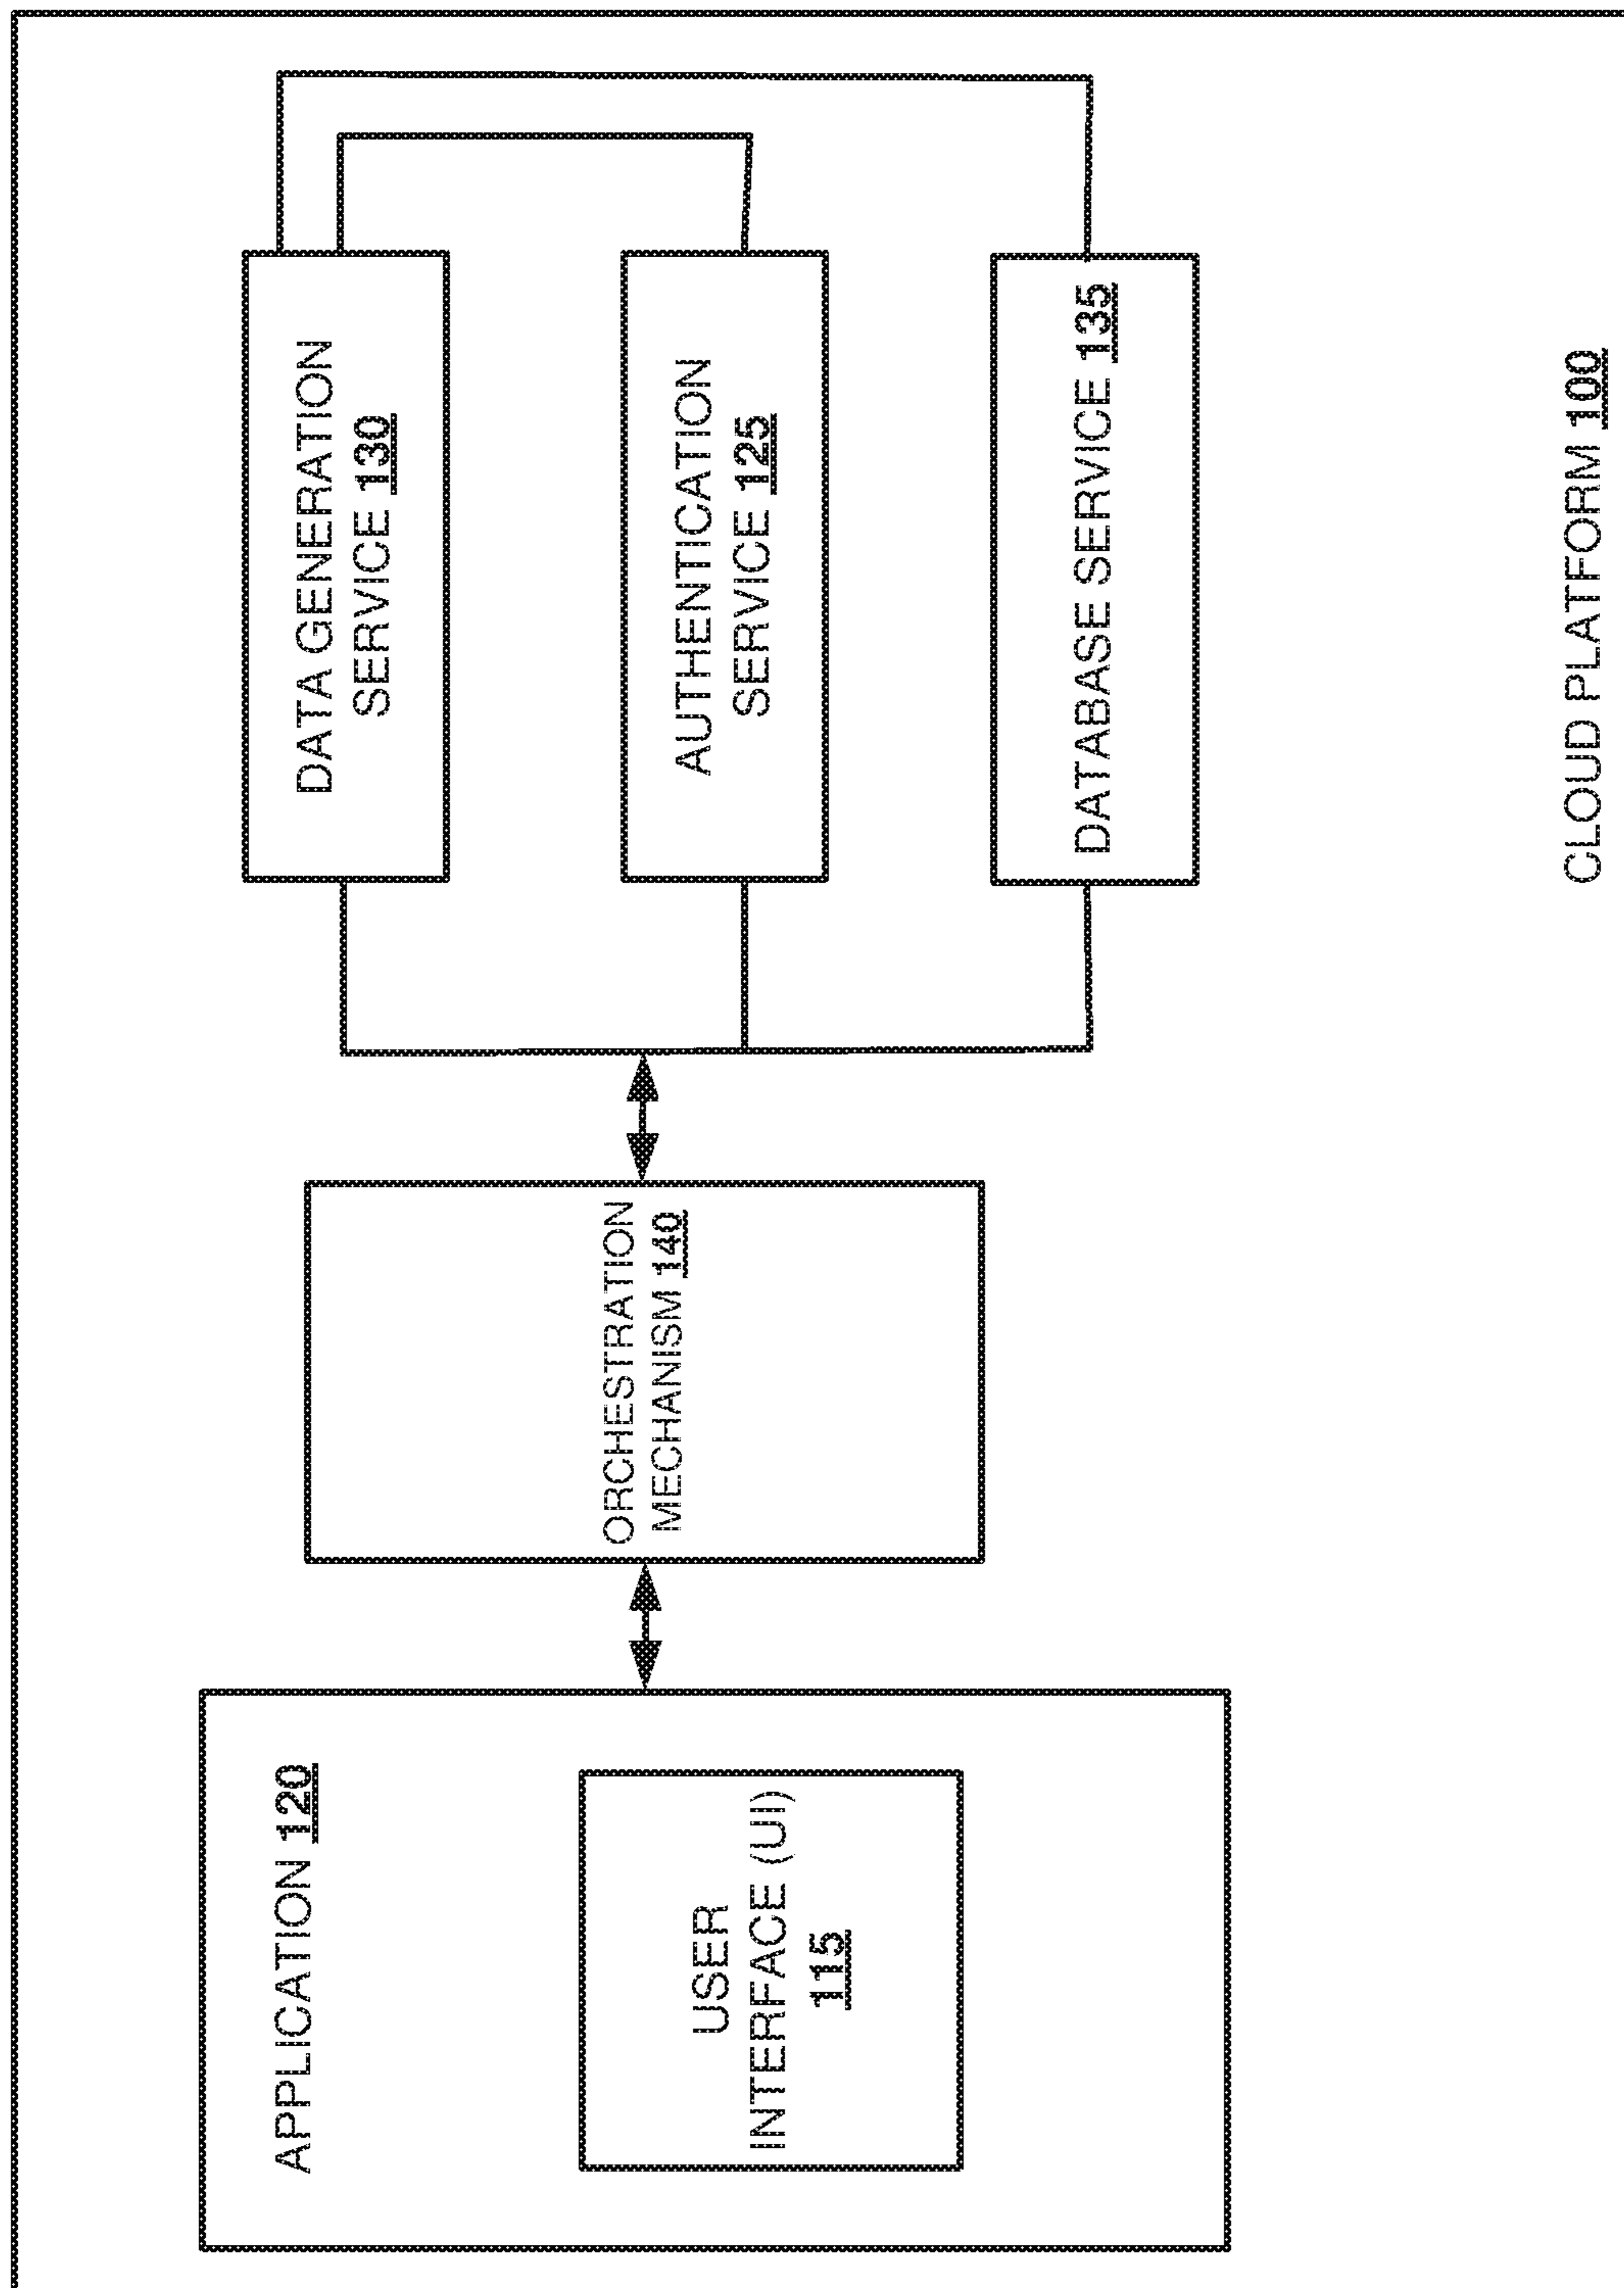 APPLICATION 120
USER
INTERFACE (UI)
115
ORCHESTRATION
MECHANISM 140
DATA GENERATION
SERVICE 130
AUTHENTICATION
SERVICE 125
DATABASE SERVICE 135
CLOUD PLATFORM 100